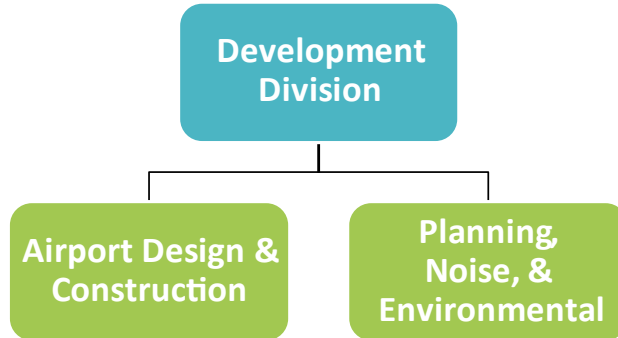 Development
Division
Airport Design &
Construction
Planning,
Noise, &
Environmental